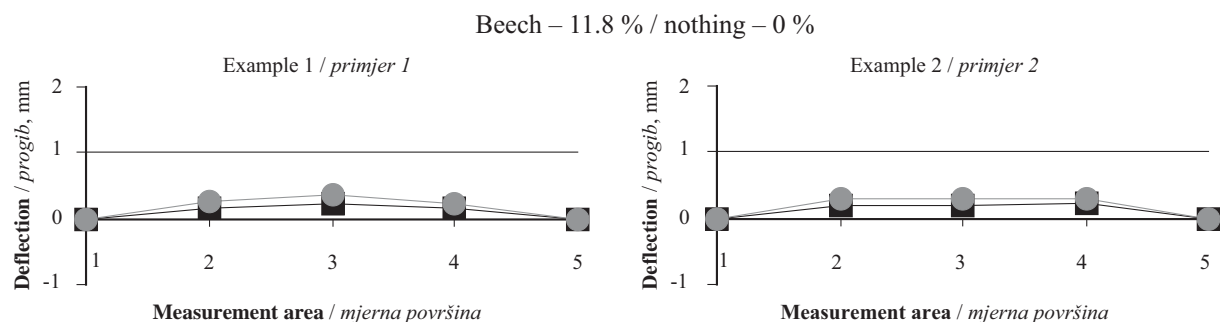 Beech – 11.8 % / nothing – 0 %
Example 1 / primjer 1
Deflection / progib, mm
2
1
0
-1
1
2
3
4
5
Measurement area / mjerna površina
Example 2 / primjer 2
Deflection / progib, mm
2
1
0
-1
1
2
3
4
5
Measurement area / mjerna površina